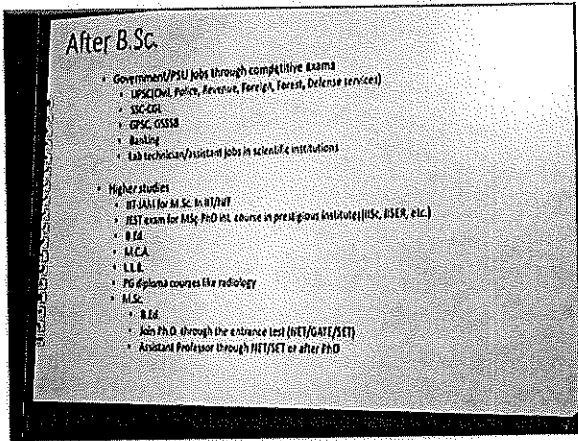 After B.Sc.
• Government/PSU jobs through competitive exams
• UPSC(Civil, Police, Revenue, Foreign, Forest, Defense services)
• SSC-CGL
• GPSC, GSSSB
• Banking
• Lab technician/assistant jobs in scientific institutions
• Higher studies
• IIT-JAM for M.Sc. in IIT/NIT
• JEST exam for MSc-PhD int. course in prestigious institutes(IISc, IISER, etc.)
• B.Ed.
• M.C.A.
• L.L.B.
• PG diploma courses like radiology
• M.Sc.
• B.Ed.
• Join Ph.D. through the entrance test (NET/GATE/SET)
• Assistant Professor through NET/SET or after PhD